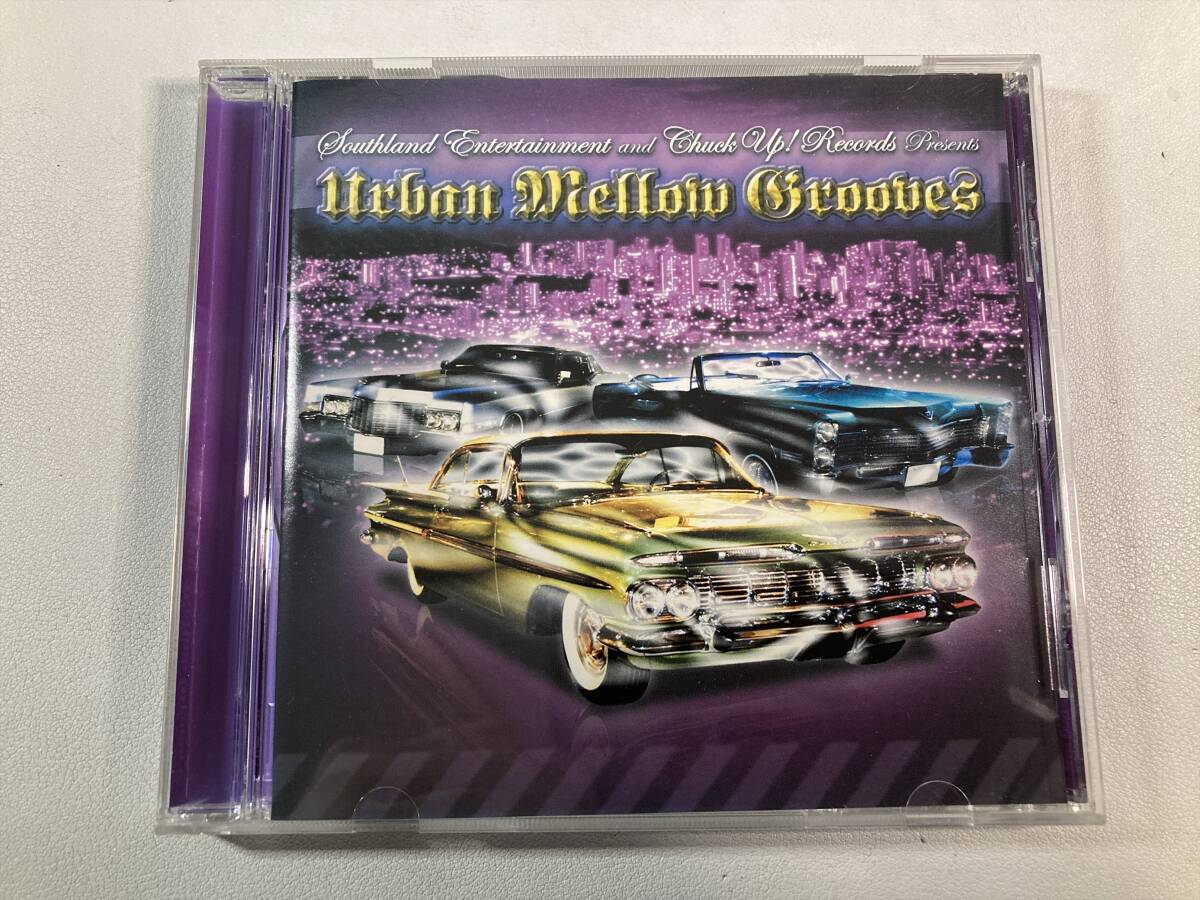 Southland Entertainment and Chuck Up! Records Presents
Urban Mellow Grooves